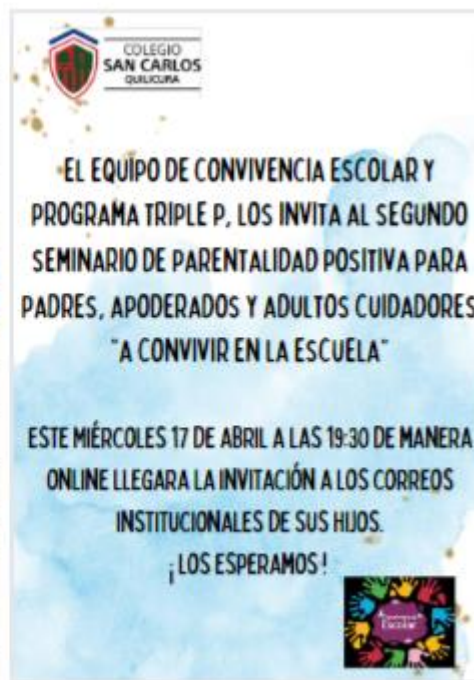 COLEGIO
SAN CARLOS
QUILICURA
EL EQUIPO DE CONVIVENCIA ESCOLAR Y
PROGRAMA TRIPLE P, LOS INVITA AL SEGUNDO
SEMINARIO DE PARENTALIDAD POSITIVA PARA
PADRES, APODERADOS Y ADULTOS CUIDADORES
"A CONVIVIR EN LA ESCUELA"
ESTE MIÉRCOLES 17 DE ABRIL A LAS 19:30 DE MANERA
ONLINE LLEGARA LA INVITACIÓN A LOS CORREOS
INSTITUCIONALES DE SUS HIJOS.
¡LOS ESPERAMOS!
Escolar